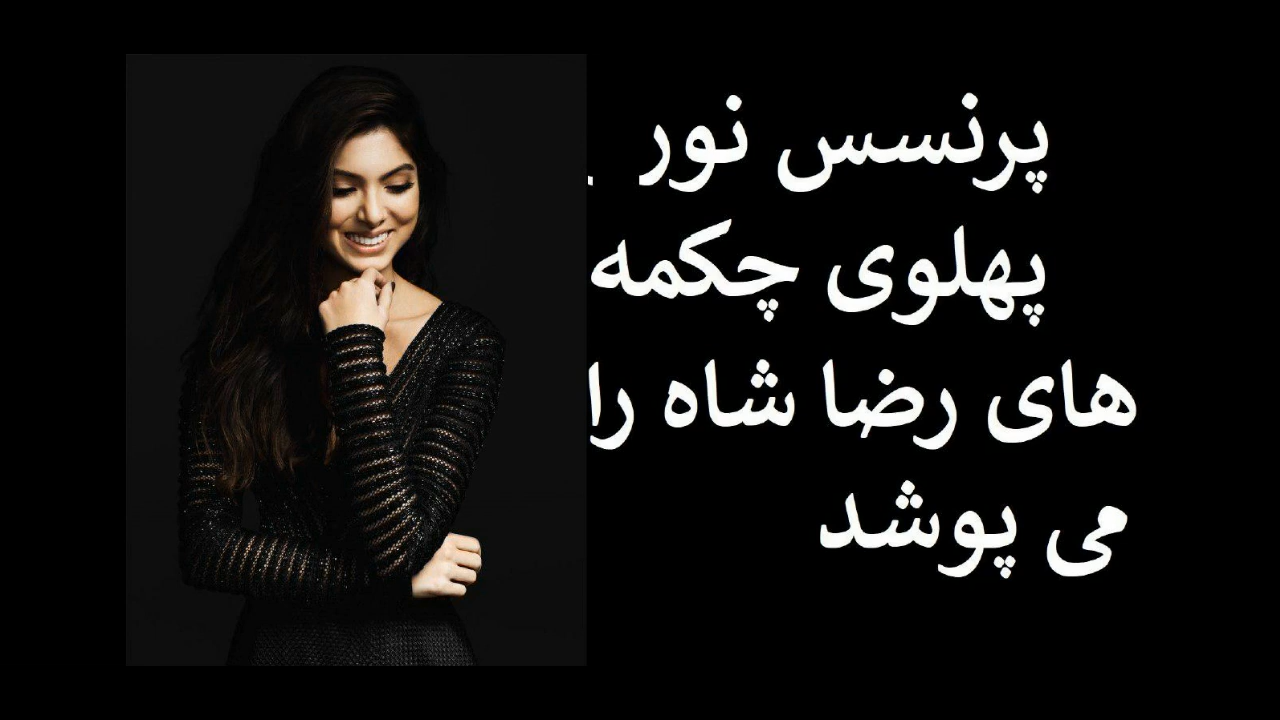 پرنسس نور
پهلوی چکمه
های رضا شاه را
می پوشد